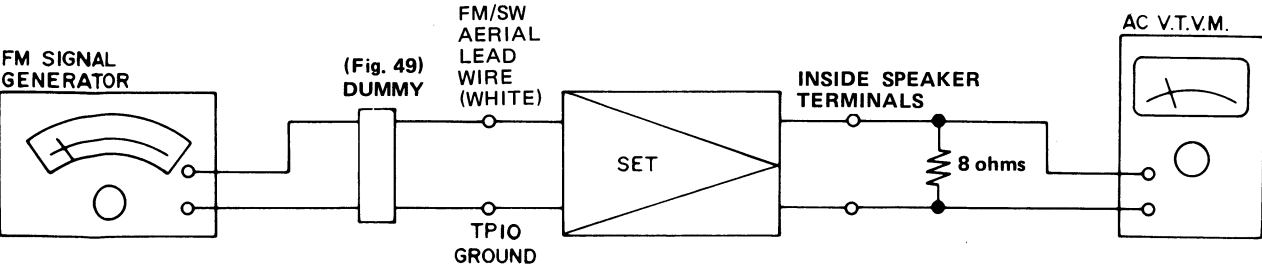 FM SIGNAL
GENERATOR
(Fig. 49)
DUMMY
FM/SW
AERIAL
LEAD
WIRE
(WHITE)
TP10
GROUND
SET
INSIDE SPEAKER
TERMINALS
8 ohms
AC V.T.V.M.